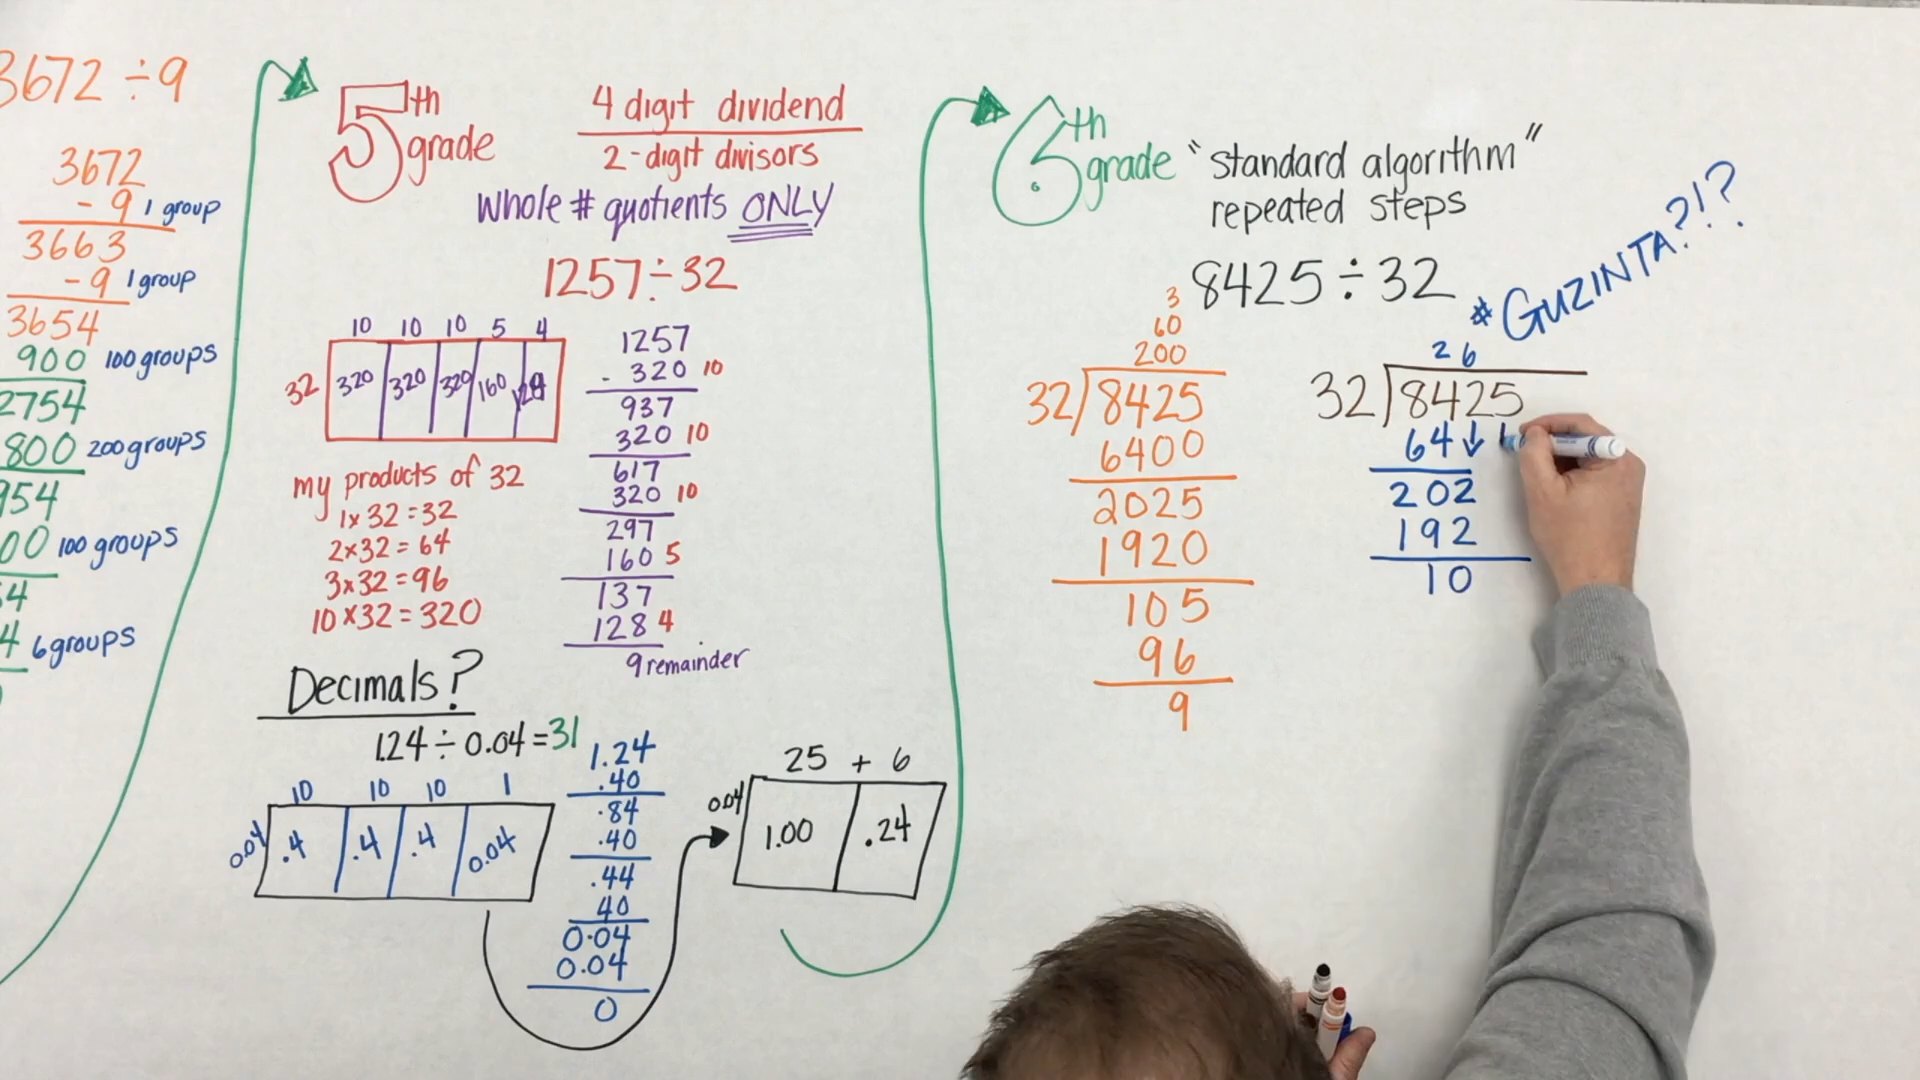 3672 ÷ 9
3672
- 9 1 group
3663
- 9 1 group
3654
900 100 groups
2754
800 200 groups
954
00 100 groups
54
4 6 groups
5th grade
4 digit dividend
2-digit divisors
whole # quotients ONLY
1257 ÷ 32
10 10 10 5 4
32 320 320 320 160
my products of 32
1 x 32 = 32
2 x 32 = 64
3 x 32 = 96
10 x 32 = 320
1257
- 320 10
937
320 10
617
320 10
297
160 5
137
128 4
9 remainder
Decimals?
1.24 ÷ 0.04 = 31
10 10 10 1
0.04 .4 .4 .4 0.04
1.24
.40
.84
.40
.44
40
0.04
0.04
0
25 + 6
0.04 1.00 .24
6th grade "standard algorithm"
repeated steps
8425 ÷ 32
#GUZINTA?!?
3
60
200
32)8425
6400
2025
1920
105
96
9
26
32)8425
64↓
202
192
10